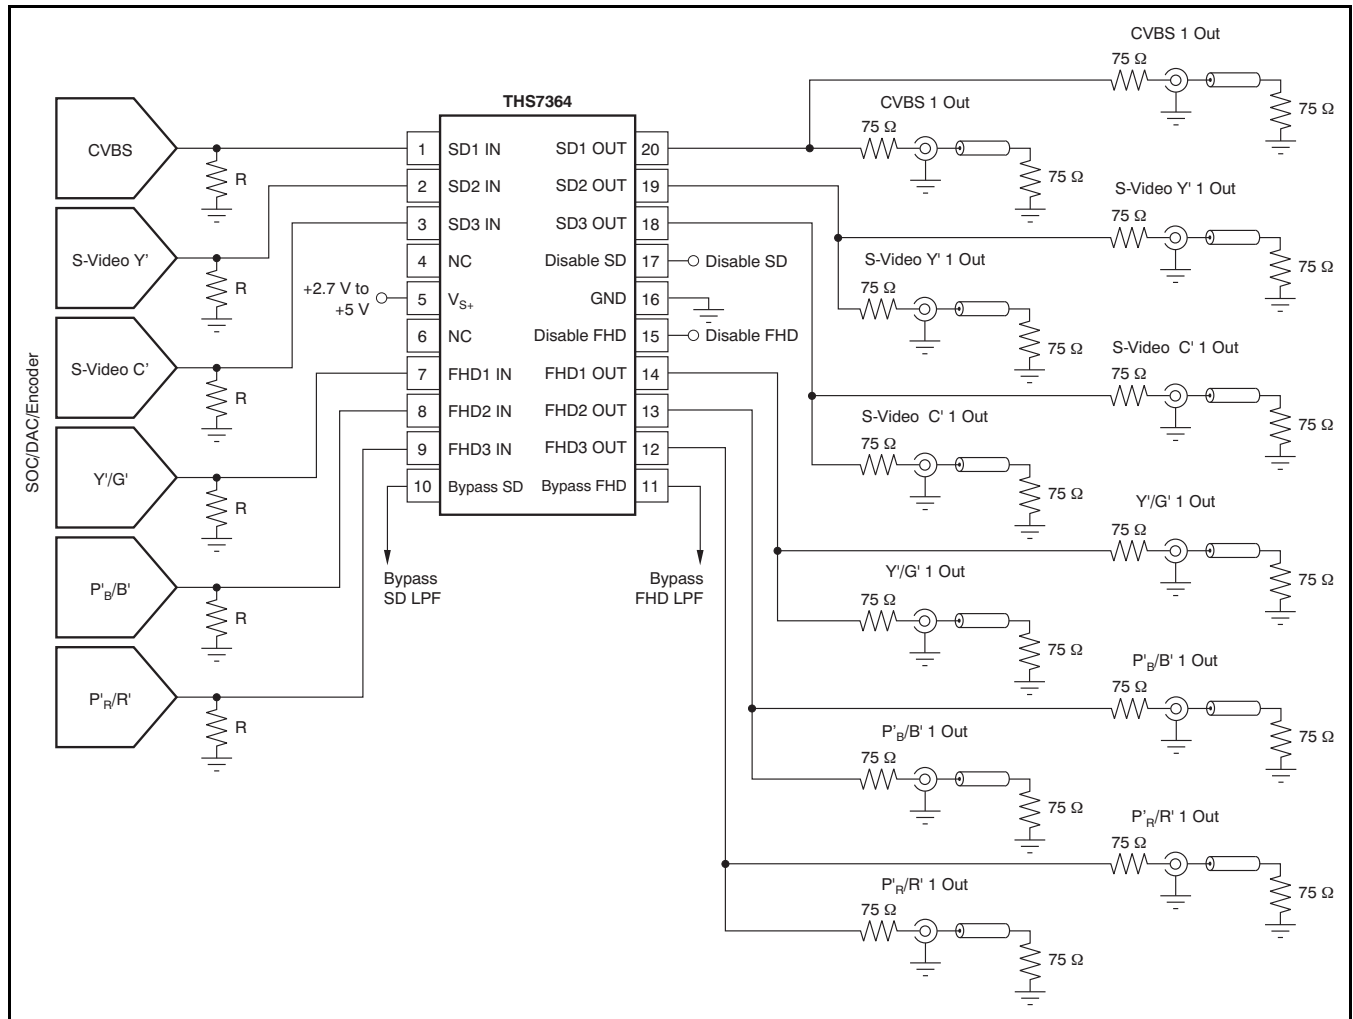 SOC/DAC/Encoder
CVBS
R
S-Video Y'
R
S-Video C'
R
Y'/G'
R
P'B/B'
R
P'R/R'
R
+2.7 V to
+5 V
THS7364
1 SD1 IN SD1 OUT 20
2 SD2 IN SD2 OUT 19
3 SD3 IN SD3 OUT 18
4 NC Disable SD 17 Disable SD
5 VS+ GND 16
6 NC Disable FHD 15 Disable FHD
7 FHD1 IN FHD1 OUT 14
8 FHD2 IN FHD2 OUT 13
9 FHD3 IN FHD3 OUT 12
10 Bypass SD Bypass FHD 11
Bypass
SD LPF
Bypass
FHD LPF
CVBS 1 Out
75 Ω
75 Ω
CVBS 1 Out
75 Ω
75 Ω
S-Video Y' 1 Out
75 Ω
75 Ω
S-Video Y' 1 Out
75 Ω
75 Ω
S-Video C' 1 Out
75 Ω
75 Ω
S-Video C' 1 Out
75 Ω
75 Ω
Y'/G' 1 Out
75 Ω
75 Ω
Y'/G' 1 Out
75 Ω
75 Ω
P'B/B' 1 Out
75 Ω
75 Ω
P'B/B' 1 Out
75 Ω
75 Ω
P'R/R' 1 Out
75 Ω
75 Ω
P'R/R' 1 Out
75 Ω
75 Ω